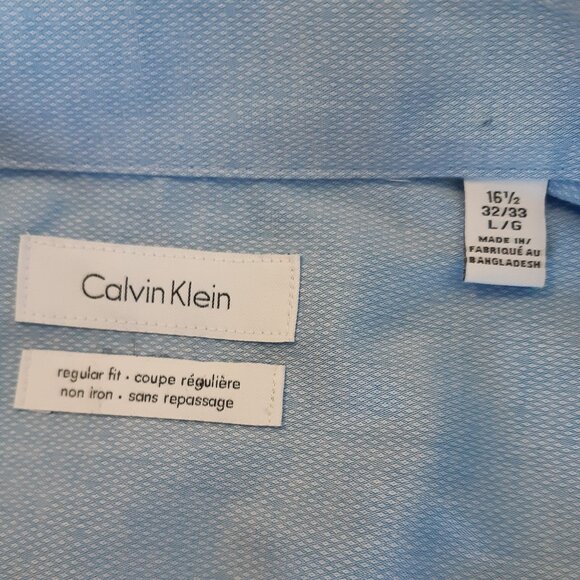 Calvin Klein
regular fit · coupe régulière
non iron · sans repassage
16½
32/33
L/G
MADE IN/
FABRIQUÉ AU
BANGLADESH